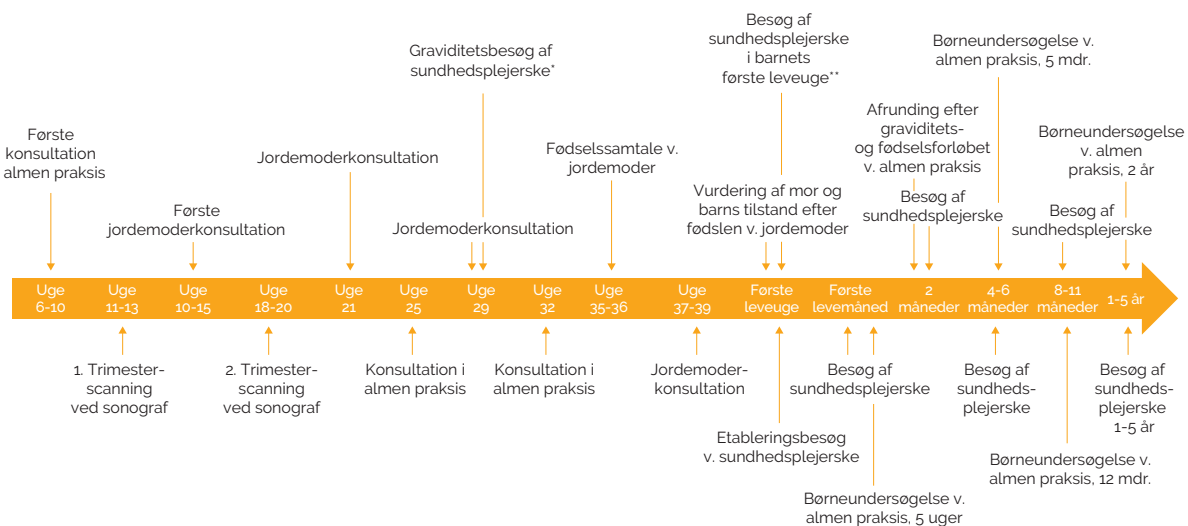 Graviditetsbesøg af
sundhedsplejerske*
Besøg af
sundhedsplejerske
i barnets
første leveuge**
Børneundersøgelse v.
almen praksis, 5 mdr.
Første
konsultation
almen praksis
Jordemoderkonsultation
Fødselssamtale v.
jordemoder
Afrunding efter
graviditets-
og fødselsforløbet
v. almen praksis
Børneundersøgelse
v. almen
praksis, 2 år
Første
jordemoderkonsultation
Jordemoderkonsultation
Vurdering af mor og
barns tilstand efter
fødslen v. jordemoder
Besøg af
sundhedsplejerske
Besøg af
sundhedsplejerske
Uge
6-10
Uge
11-13
Uge
10-15
Uge
18-20
Uge
21
Uge
25
Uge
29
Uge
32
Uge
35-36
Uge
37-39
Første
leveuge
Første
levemåned
2
måneder
4-6
måneder
8-11
måneder
1-5 år
1. Trimester-
scanning
ved sonograf
2. Trimester-
scanning
ved sonograf
Konsultation i
almen praksis
Konsultation i
almen praksis
Jordemoder-
konsultation
Besøg af
sundhedsplejerske
Besøg af
sundheds-
plejerske
Besøg af
sundheds-
plejerske
1-5 år
Etableringsbesøg
v. sundhedsplejerske
Børneundersøgelse v.
almen praksis, 12 mdr.
Børneundersøgelse v.
almen praksis, 5 uger